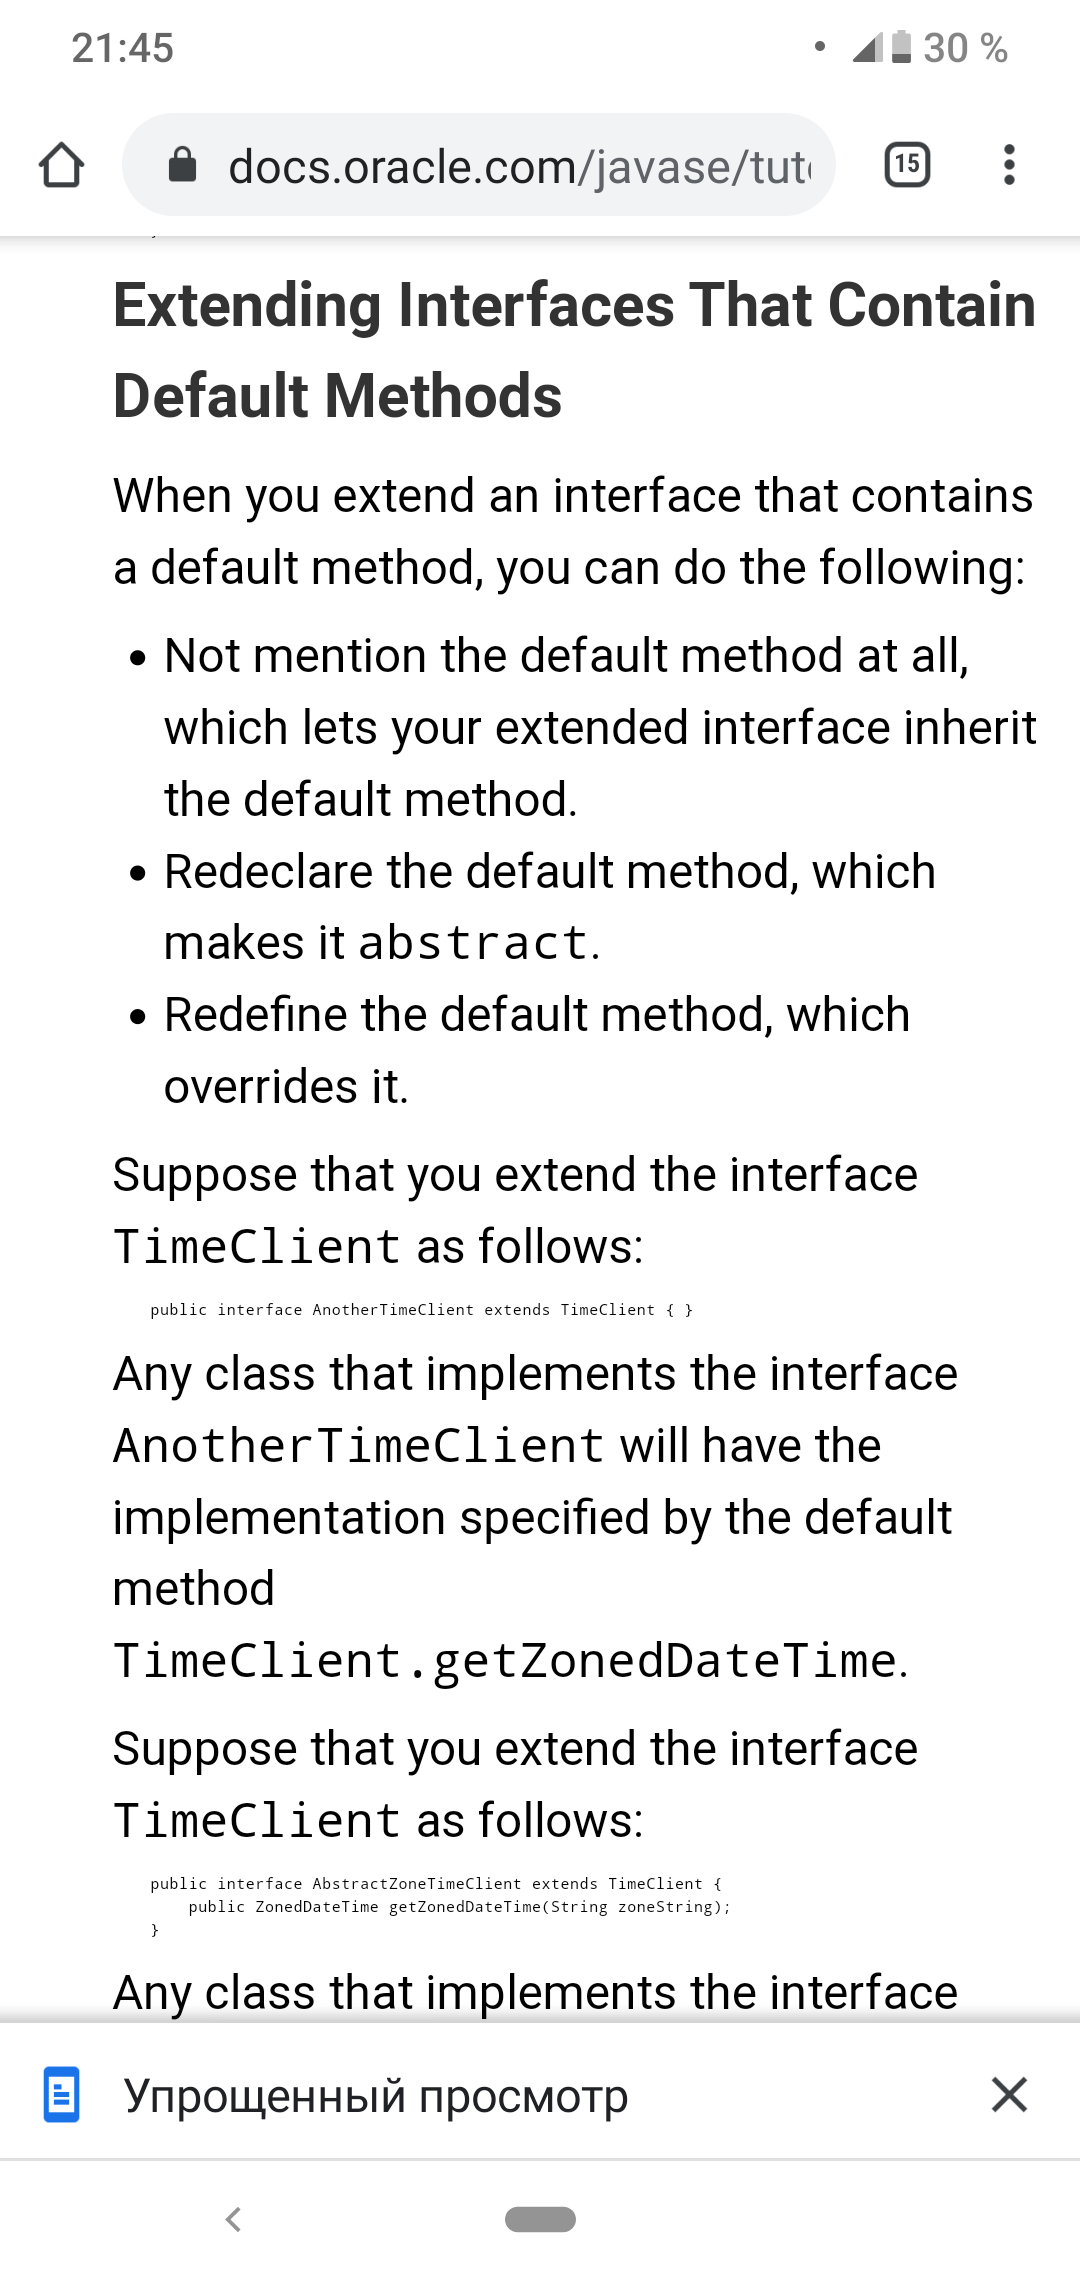 21:45
30 %
docs.oracle.com/javase/tut
15
Extending Interfaces That Contain
Default Methods
When you extend an interface that contains
a default method, you can do the following:
• Not mention the default method at all,
which lets your extended interface inherit
the default method.
• Redeclare the default method, which
makes it abstract.
• Redefine the default method, which
overrides it.
Suppose that you extend the interface
TimeClient as follows:
public interface AnotherTimeClient extends TimeClient { }
Any class that implements the interface
AnotherTimeClient will have the
implementation specified by the default
method
TimeClient.getZonedDateTime.
Suppose that you extend the interface
TimeClient as follows:
public interface AbstractZoneTimeClient extends TimeClient {
public ZonedDateTime getZonedDateTime(String zoneString);
}
Any class that implements the interface
Упрощенный просмотр